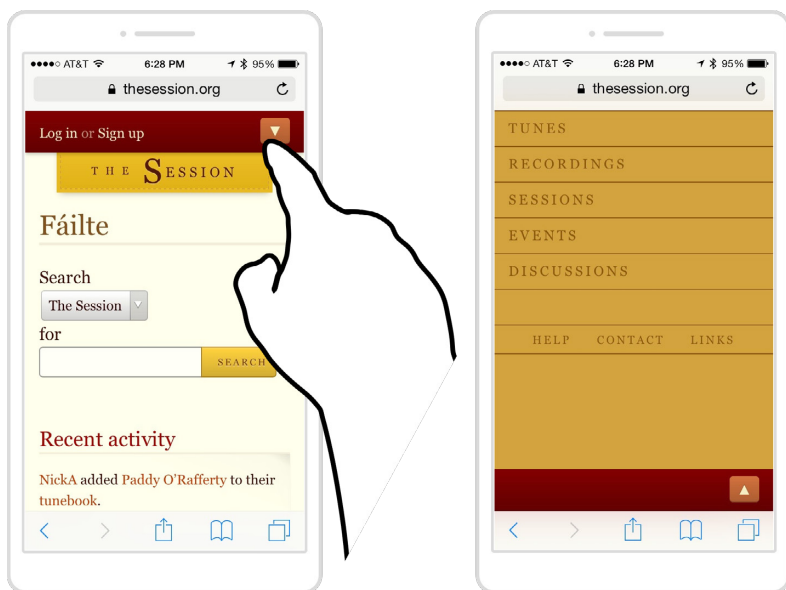 AT&T 6:28 PM 95%
thesession.org
Log in or Sign up
THE SESSION
Fáilte
Search
The Session
for
SEARCH
Recent activity
NickA added Paddy O’Rafferty to their
tunebook.
AT&T 6:28 PM 95%
thesession.org
TUNES
RECORDINGS
SESSIONS
EVENTS
DISCUSSIONS
HELP CONTACT LINKS